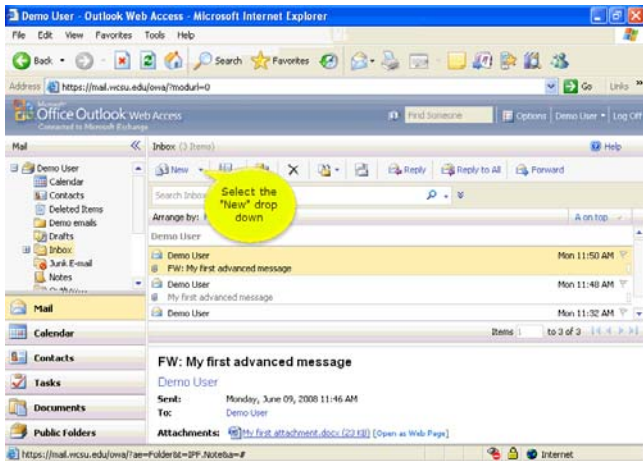 Demo User - Outlook Web Access - Microsoft Internet Explorer
File Edit View Favorites Tools Help
Back Search Favorites
Address https://mail.wcsu.edu/owa/?modurl=0 Go Links
Microsoft
Office Outlook Web Access Find Someone Options Demo User Log Off
Connected to Microsoft Exchange
Mail Inbox (3 Items) Help
Demo User New Reply Reply to All Forward
Calendar
Contacts Search Inbox
Deleted Items
Select the "New" drop down
Demo emails Arrange by: A on top
Drafts Demo User
Inbox Demo User Mon 11:50 AM
Junk E-mail FW: My first advanced message
Notes Demo User Mon 11:48 AM
My first advanced message
Mail Demo User Mon 11:32 AM
Calendar Items to 3 of 3
Contacts FW: My first advanced message
Tasks Demo User
Sent: Monday, June 09, 2008 11:46 AM
Documents To: Demo User
Public Folders Attachments: My first attachment.docx (23 KB) [Open as Web Page]
https://mail.wcsu.edu/owa/?ae=Folder&t=IPF.Note&a=# Internet